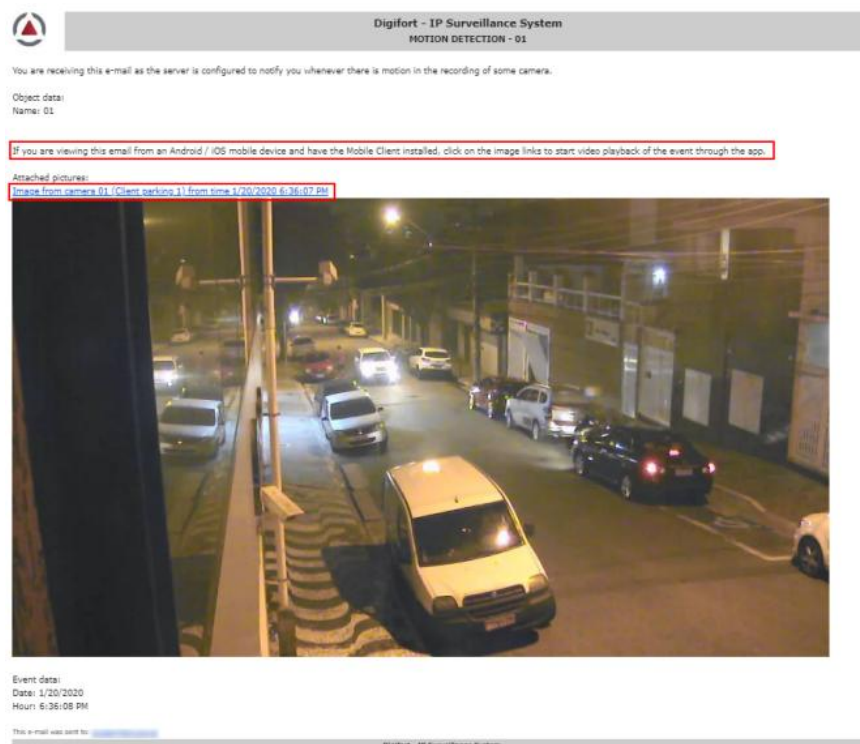 Digifort - IP Surveillance System
MOTION DETECTION - 01
You are receiving this e-mail as the server is configured to notify you whenever there is motion in the recording of some camera.
Object data:
Name: 01
If you are viewing this email from an Android / iOS mobile device and have the Mobile Client installed, click on the image links to start video playback of the event through the app.
Attached pictures:
Image from camera 01 (Client parking 1) from time 1/20/2020 6:36:07 PM
Event data:
Date: 1/20/2020
Hour: 6:36:08 PM
This e-mail was sent to:
Digifort - IP Surveillance System